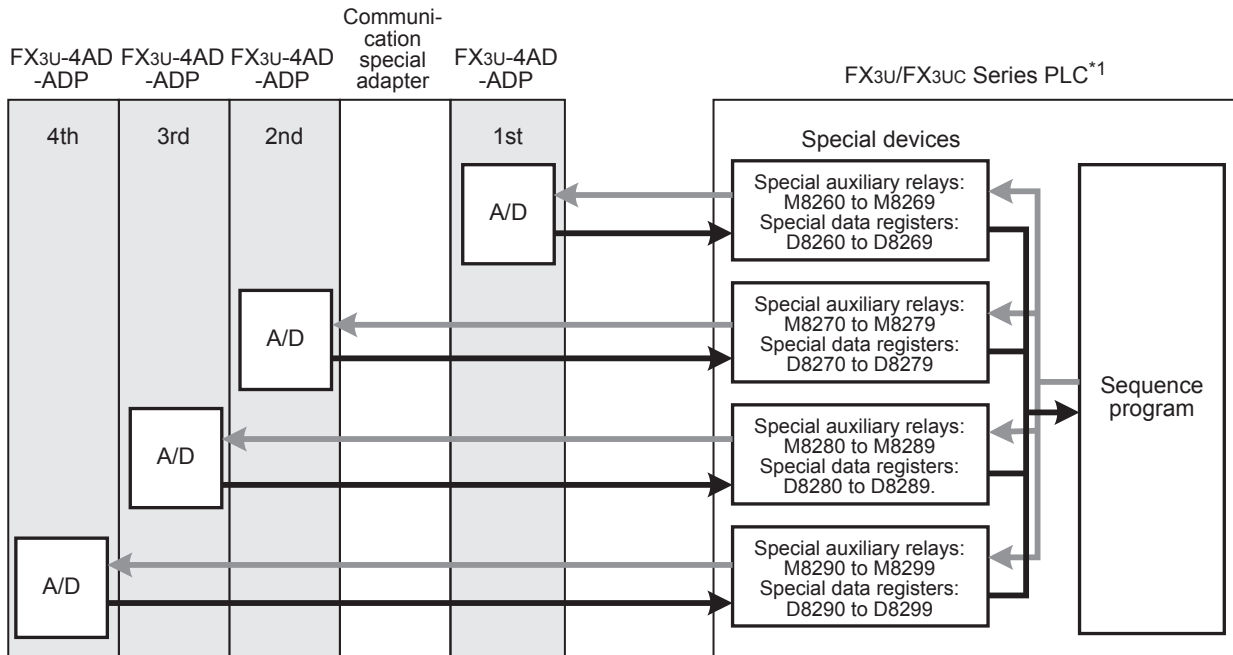 FX3U-4AD
-ADP
FX3U-4AD
-ADP
FX3U-4AD
-ADP
Communi-
cation
special
adapter
FX3U-4AD
-ADP
FX3U/FX3UC Series PLC*1
4th
3rd
2nd
1st
Special devices
A/D
Special auxiliary relays:
M8260 to M8269
Special data registers:
D8260 to D8269
A/D
Special auxiliary relays:
M8270 to M8279
Special data registers:
D8270 to D8279
Sequence
program
A/D
Special auxiliary relays:
M8280 to M8289
Special data registers:
D8280 to D8289.
A/D
Special auxiliary relays:
M8290 to M8299
Special data registers:
D8290 to D8299